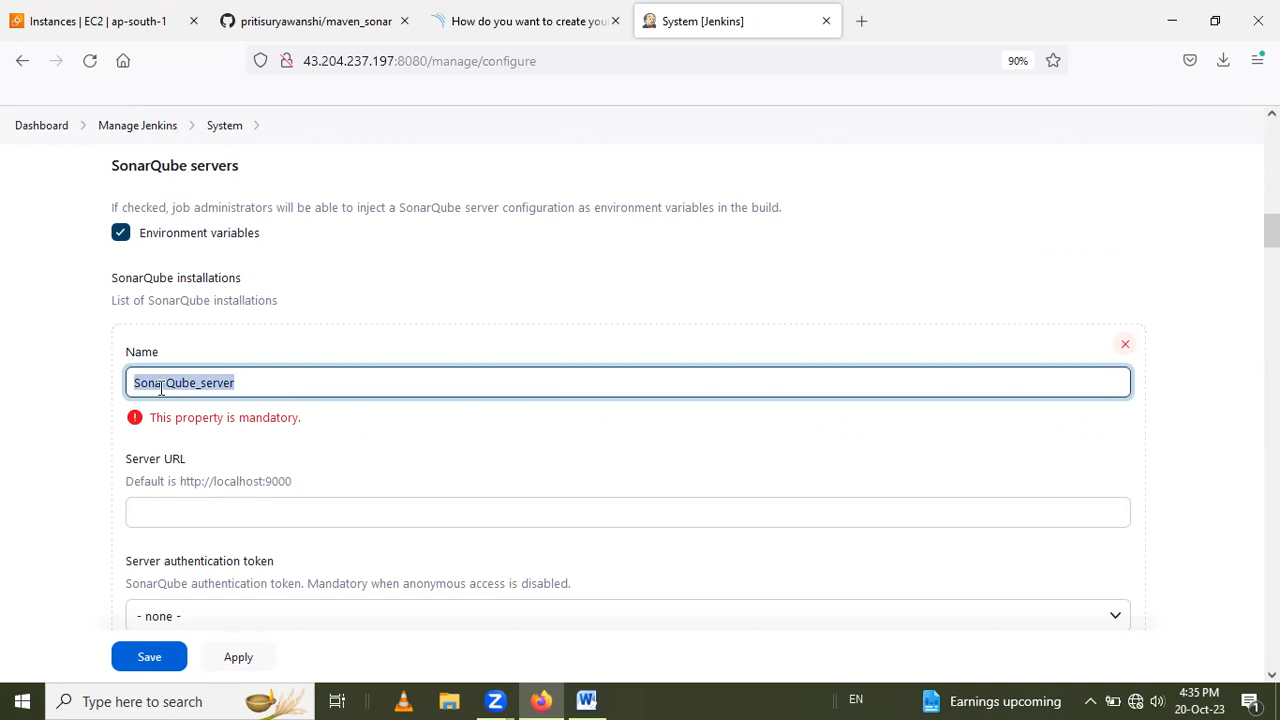 Instances | EC2 | ap-south-1
pritisuryawanshi/maven_sonar
How do you want to create you
System [Jenkins]
43.204.237.197:8080/manage/configure
90%
Dashboard
Manage Jenkins
System
SonarQube servers
If checked, job administrators will be able to inject a SonarQube server configuration as environment variables in the build.
Environment variables
SonarQube installations
List of SonarQube installations
Name
SonarQube_server
This property is mandatory.
Server URL
Default is http://localhost:9000
Server authentication token
SonarQube authentication token. Mandatory when anonymous access is disabled.
- none -
Save
Apply
Type here to search
EN
Earnings upcoming
4:35 PM
20-Oct-23
1